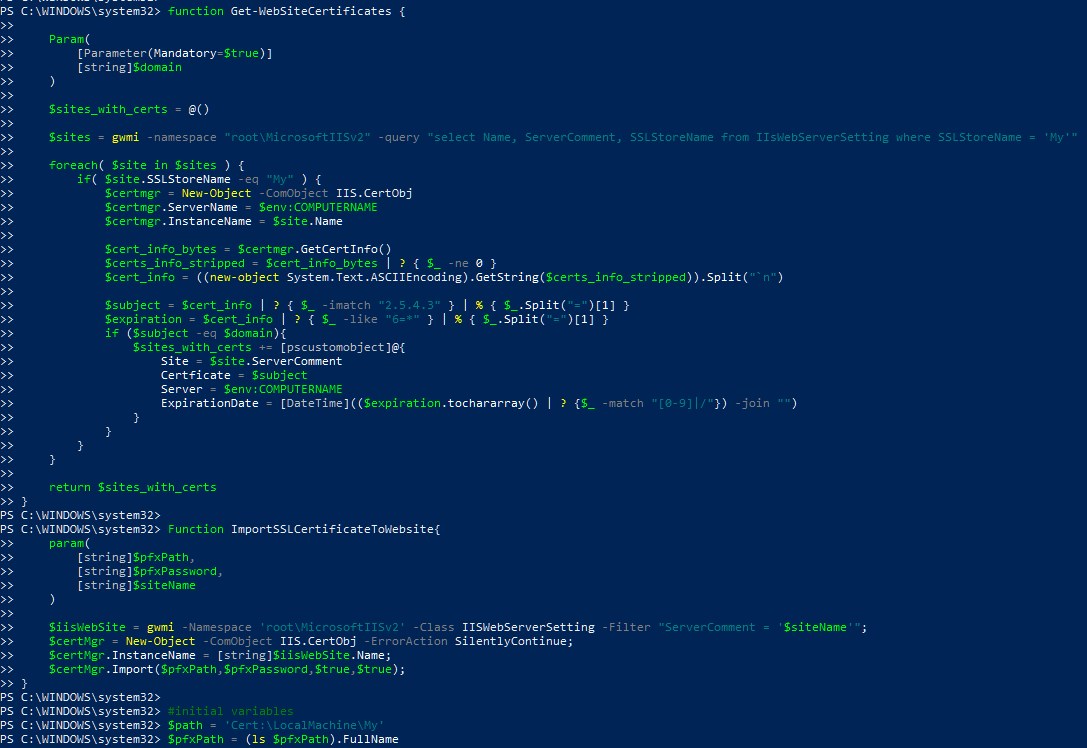 PS C:\WINDOWS\system32> function Get-WebSiteCertificates {
>>
>>     Param(
>>         [Parameter(Mandatory=$true)]
>>         [string]$domain
>>     )
>>
>>     $sites_with_certs = @()
>>
>>     $sites = gwmi -namespace "root\MicrosoftIISv2" -query "select Name, ServerComment, SSLStoreName from IIsWebServerSetting where SSLStoreName = 'My'"
>>
>>     foreach( $site in $sites ) {
>>         if( $site.SSLStoreName -eq "My" ) {
>>             $certmgr = New-Object -ComObject IIS.CertObj
>>             $certmgr.ServerName = $env:COMPUTERNAME
>>             $certmgr.InstanceName = $site.Name
>>
>>             $cert_info_bytes = $certmgr.GetCertInfo()
>>             $certs_info_stripped = $cert_info_bytes | ? { $_ -ne 0 }
>>             $cert_info = ((new-object System.Text.ASCIIEncoding).GetString($certs_info_stripped)).Split("`n")
>>
>>             $subject = $cert_info | ? { $_ -imatch "2.5.4.3" } | % { $_.Split("=")[1] }
>>             $expiration = $cert_info | ? { $_ -like "6=*" } | % { $_.Split("=")[1] }
>>             if ($subject -eq $domain){
>>                 $sites_with_certs += [pscustomobject]@{
>>                     Site = $site.ServerComment
>>                     Certficate = $subject
>>                     Server = $env:COMPUTERNAME
>>                     ExpirationDate = [DateTime](($expiration.tochararray() | ? {$_ -match "[0-9]|/"}) -join "")
>>                 }
>>             }
>>         }
>>     }
>>
>>     return $sites_with_certs
>> }
PS C:\WINDOWS\system32>
PS C:\WINDOWS\system32> Function ImportSSLCertificateToWebsite{
>>     param(
>>         [string]$pfxPath,
>>         [string]$pfxPassword,
>>         [string]$siteName
>>     )
>>
>>     $iisWebSite = gwmi -Namespace 'root\MicrosoftIISv2' -Class IISWebServerSetting -Filter "ServerComment = '$siteName'";
>>     $certMgr = New-Object -ComObject IIS.CertObj -ErrorAction SilentlyContinue;
>>     $certMgr.InstanceName = [string]$iisWebSite.Name;
>>     $certMgr.Import($pfxPath,$pfxPassword,$true,$true);
>> }
PS C:\WINDOWS\system32>
PS C:\WINDOWS\system32> #initial variables
PS C:\WINDOWS\system32> $path = 'Cert:\LocalMachine\My'
PS C:\WINDOWS\system32> $pfxPath = (ls $pfxPath).FullName